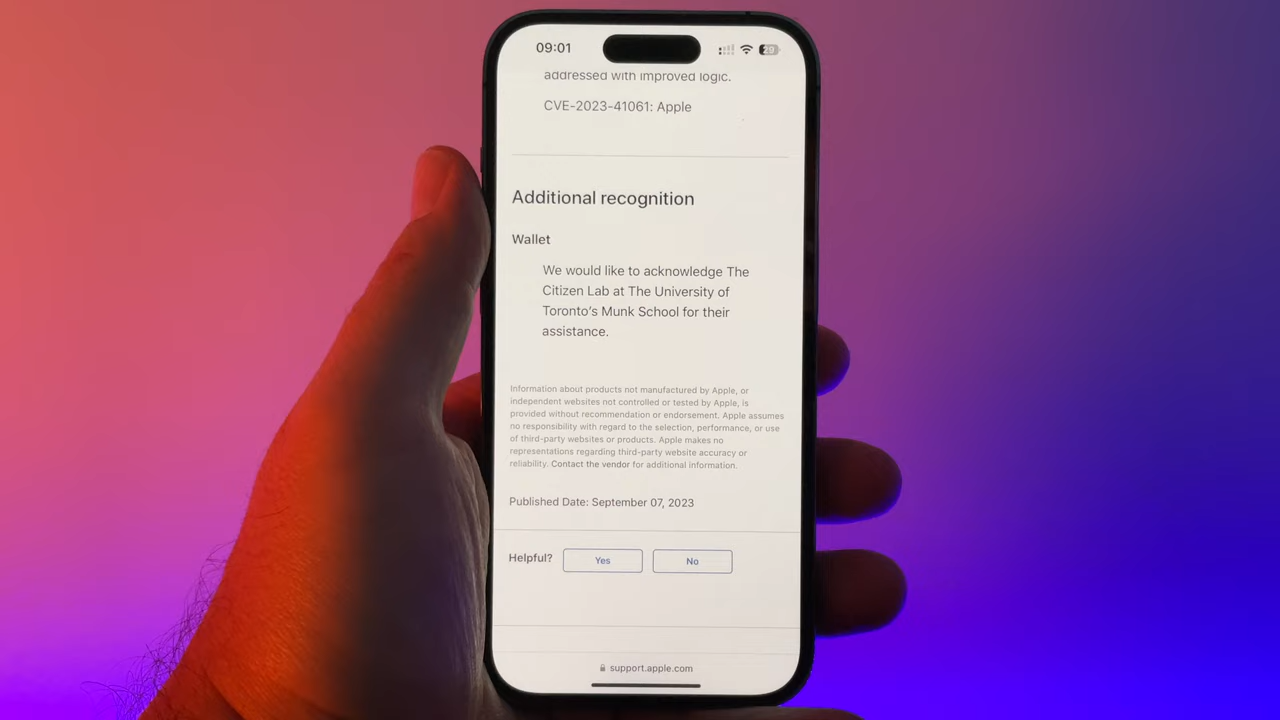 09:01
29
addressed with improved logic.
CVE-2023-41061: Apple
Additional recognition
Wallet
We would like to acknowledge The
Citizen Lab at The University of
Toronto's Munk School for their
assistance.
Information about products not manufactured by Apple, or
independent websites not controlled or tested by Apple, is
provided without recommendation or endorsement. Apple assumes
no responsibility with regard to the selection, performance, or use
of third-party websites or products. Apple makes no
representations regarding third-party website accuracy or
reliability. Contact the vendor for additional information.
Published Date: September 07, 2023
Helpful?
Yes
No
support.apple.com